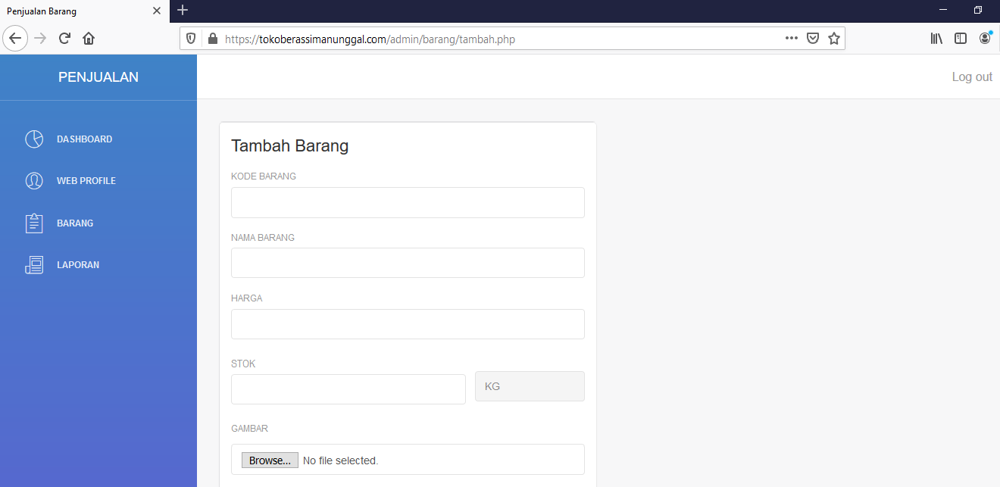 Penjualan Barang
https://tokoberassimanunggal.com/admin/barang/tambah.php
PENJUALAN
Log out
DASHBOARD
WEB PROFILE
BARANG
LAPORAN
Tambah Barang
KODE BARANG
NAMA BARANG
HARGA
STOK
KG
GAMBAR
Browse... No file selected.